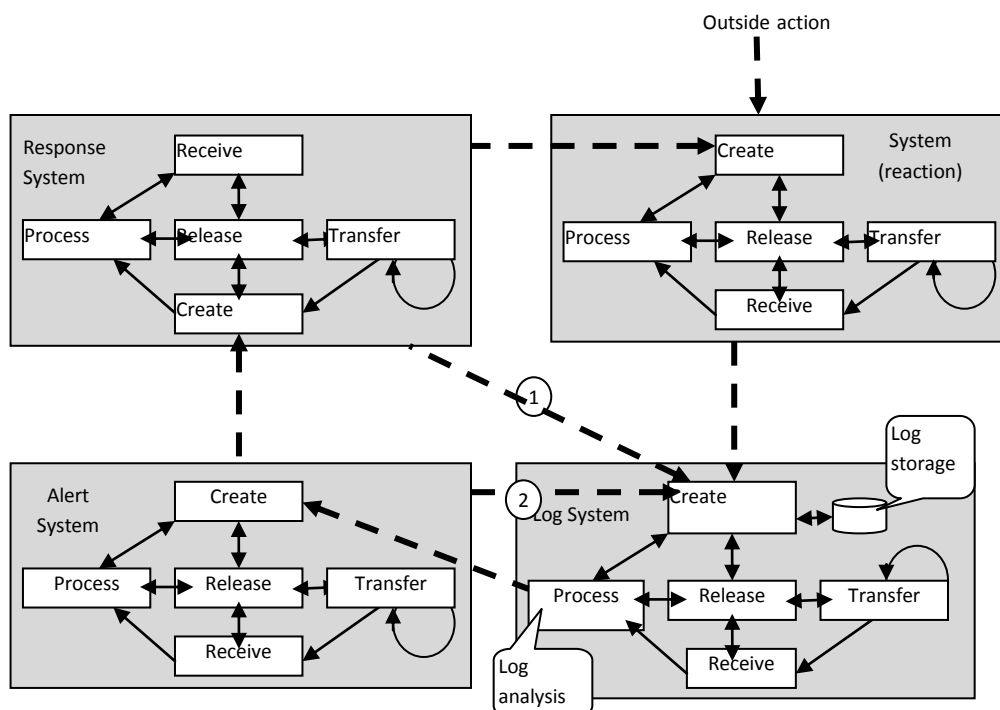 Outside action
Response
System
Receive
Process
Release
Transfer
Create
System
(reaction)
Create
Process
Release
Transfer
Receive
1
Alert
System
Create
Process
Release
Transfer
Receive
2
Log System
Create
Log
storage
Process
Release
Transfer
Receive
Log
analysis